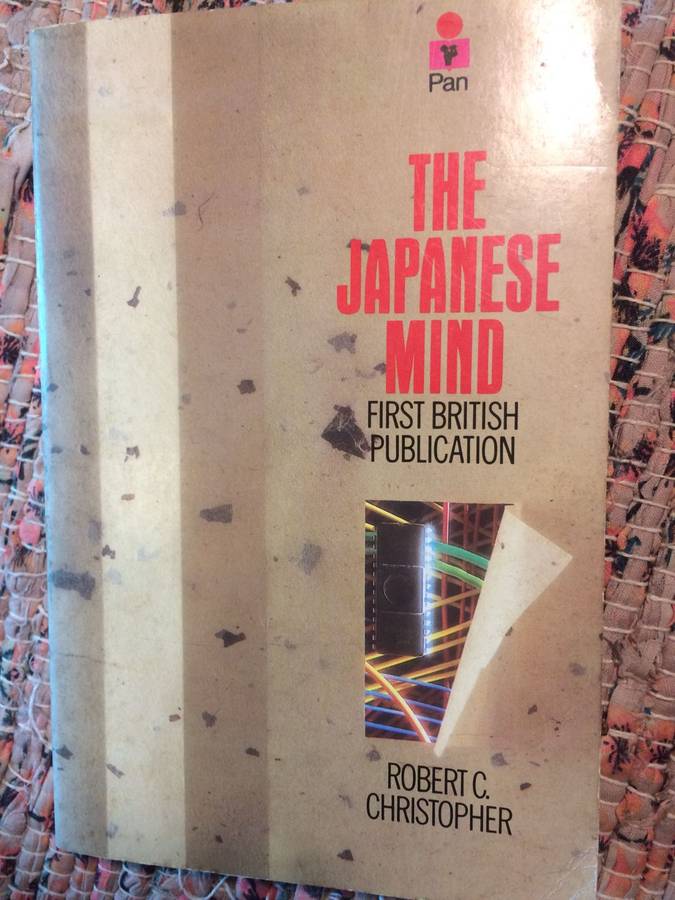 Pan
THE
JAPANESE
MIND
FIRST BRITISH
PUBLICATION
ROBERT C.
CHRISTOPHER